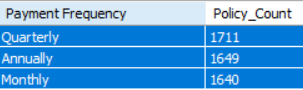 Payment Frequency Policy_Count
Quarterly 1711
Annually 1649
Monthly 1640